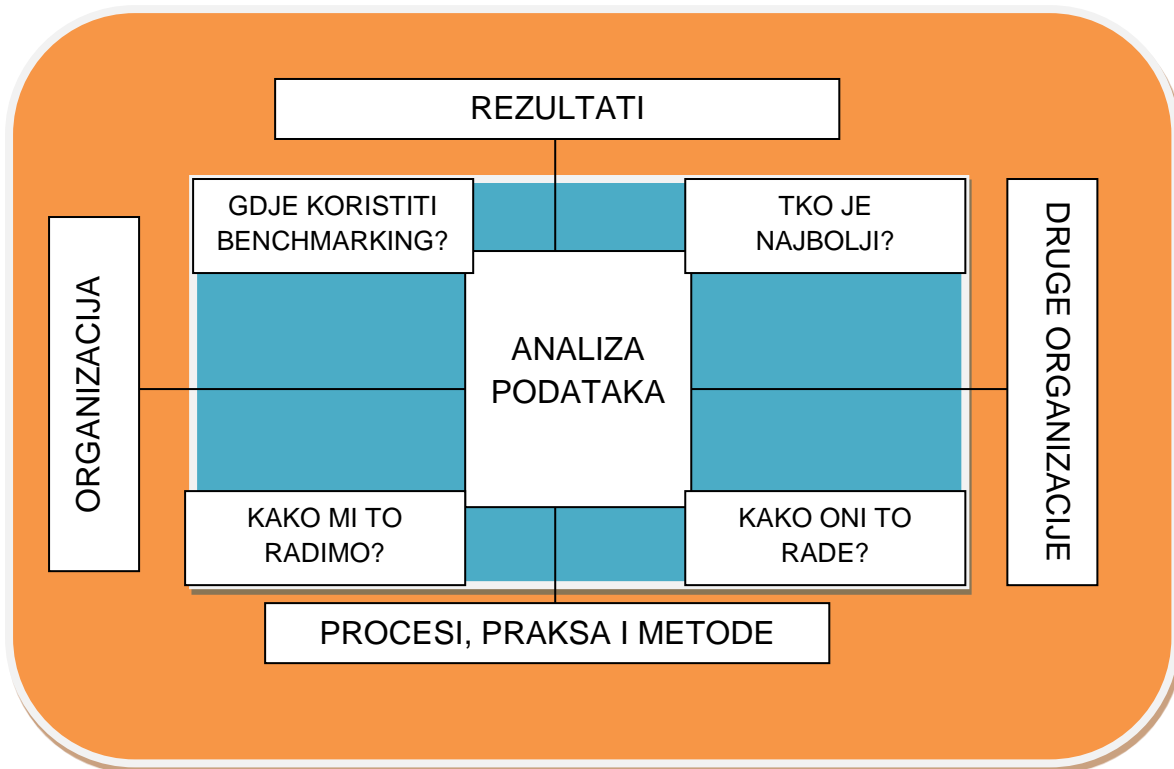 REZULTATI
GDJE KORISTITI
BENCHMARKING?
TKO JE
NAJBOLJI?
ORGANIZACIJA
ANALIZA
PODATAKA
DRUGE ORGANIZACIJE
KAKO MI TO
RADIMO?
KAKO ONI TO
RADE?
PROCESI, PRAKSA I METODE